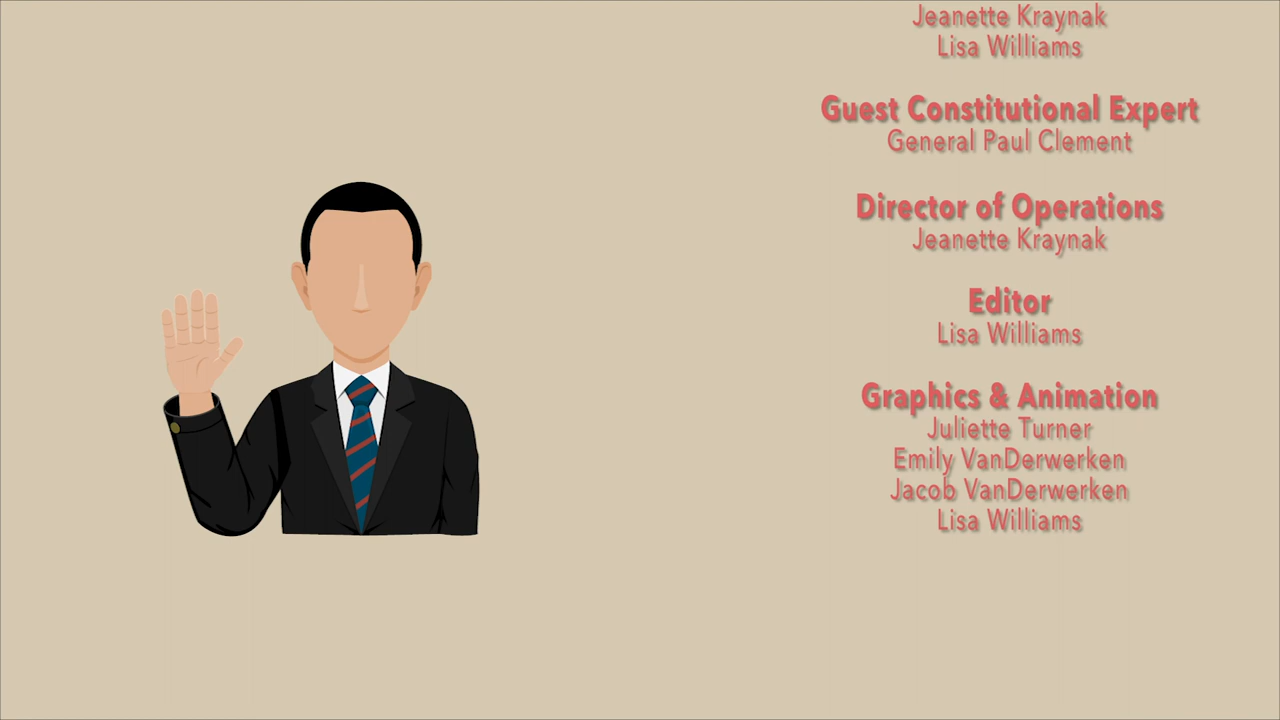 Jeanette Kraynak
Lisa Williams
Guest Constitutional Expert
General Paul Clement
Director of Operations
Jeanette Kraynak
Editor
Lisa Williams
Graphics & Animation
Juliette Turner
Emily VanDerwerken
Jacob VanDerwerken
Lisa Williams